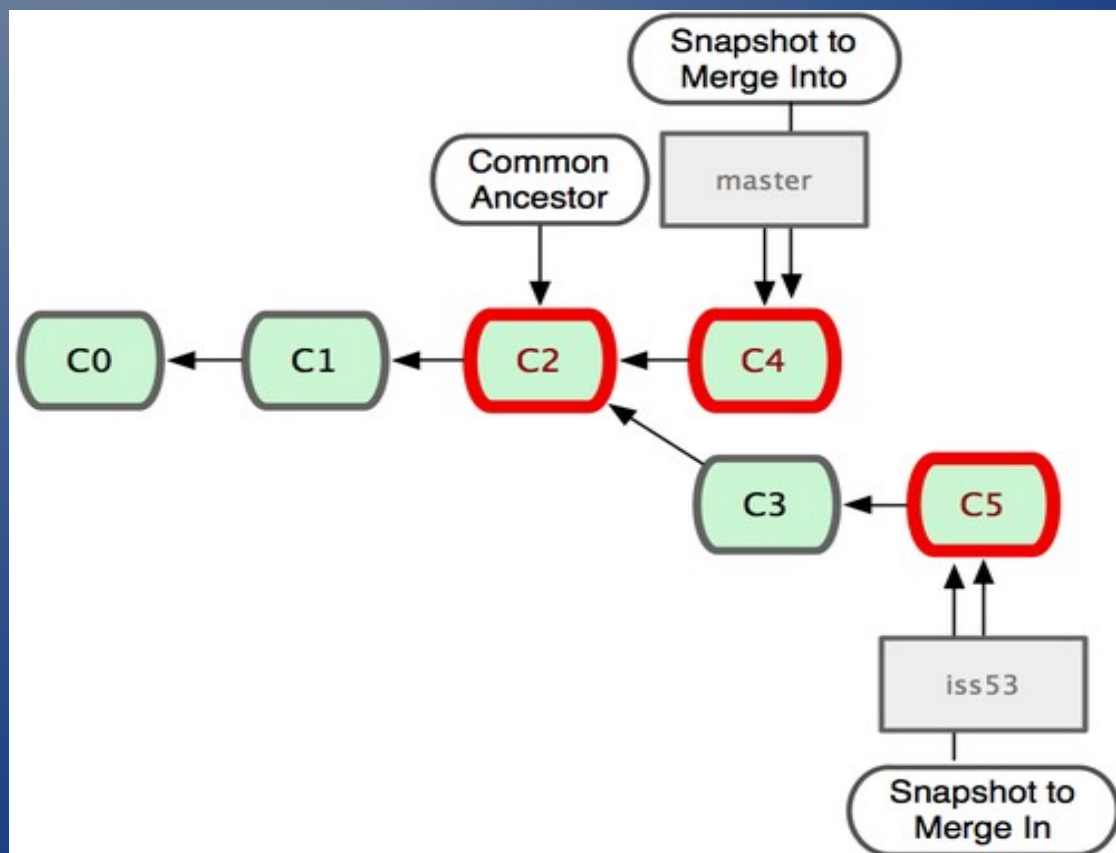 Snapshot to
Merge Into
Common
Ancestor
master
C0
C1
C2
C4
C3
C5
iss53
Snapshot to
Merge In